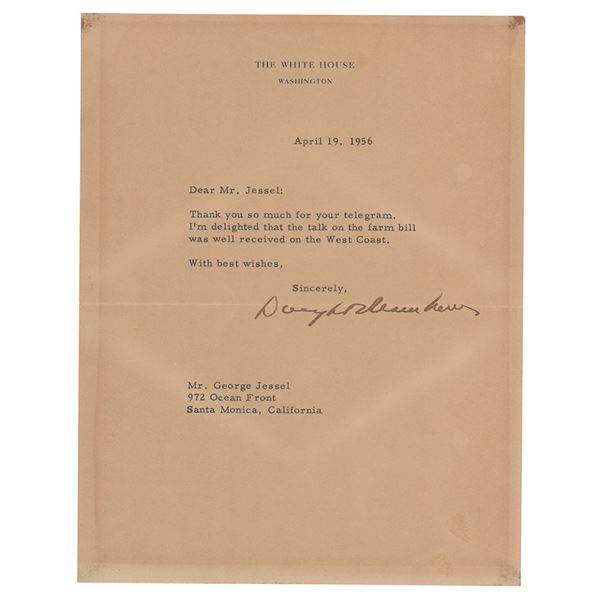 THE WHITE HOUSE
WASHINGTON
April 19, 1956
Dear Mr. Jessel:
Thank you so much for your telegram.
I'm delighted that the talk on the farm bill
was well received on the West Coast.
With best wishes,
Sincerely,
Dwight D Eisenhower
Mr. George Jessel
972 Ocean Front
Santa Monica, California